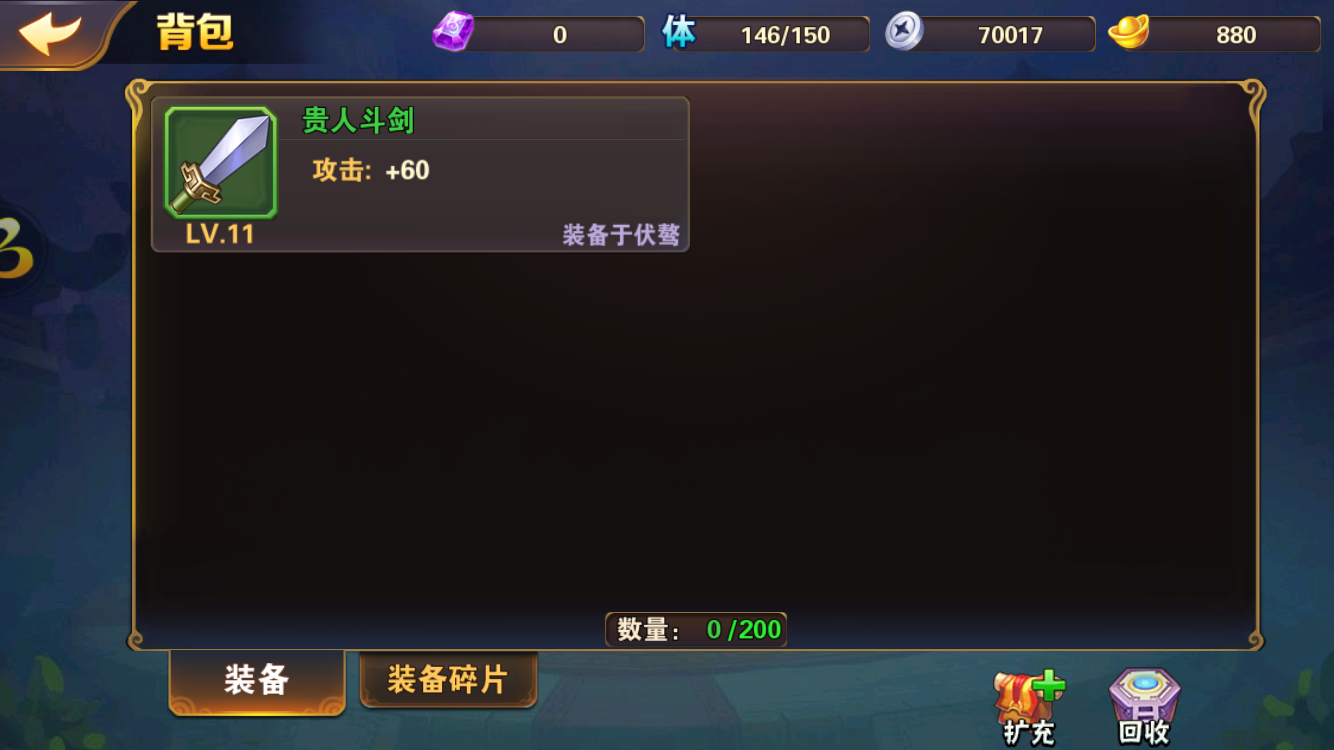 背包
0
体 146/150
70017
880
贵人斗剑
攻击: +60
LV.11
装备于伏骜
数量: 0/200
装备
装备碎片
扩充
回收